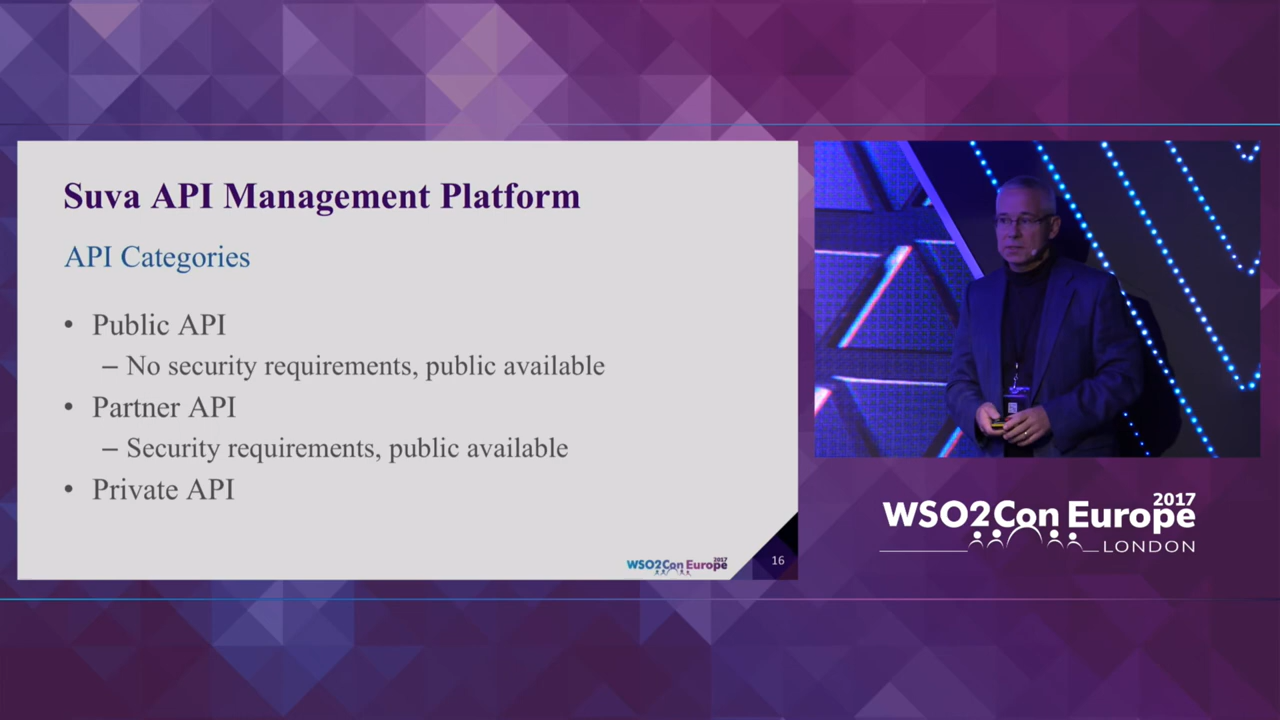 Suva API Management Platform
API Categories
• Public API
– No security requirements, public available
• Partner API
– Security requirements, public available
• Private API
WSO2Con Europe 2017
16
2017
WSO2Con Europe
LONDON